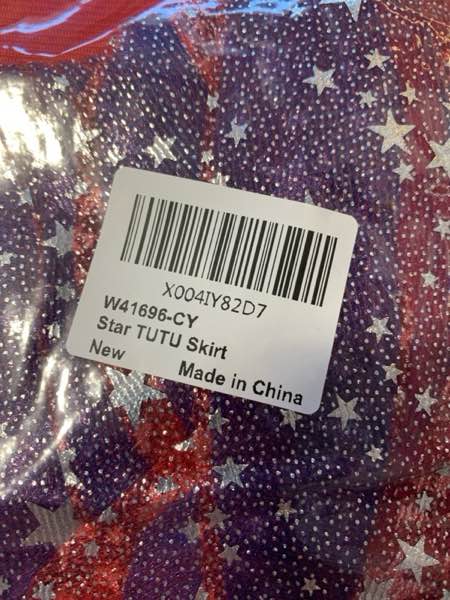 X004IY82D7
W41696-CY
Star TUTU Skirt
New
Made in China